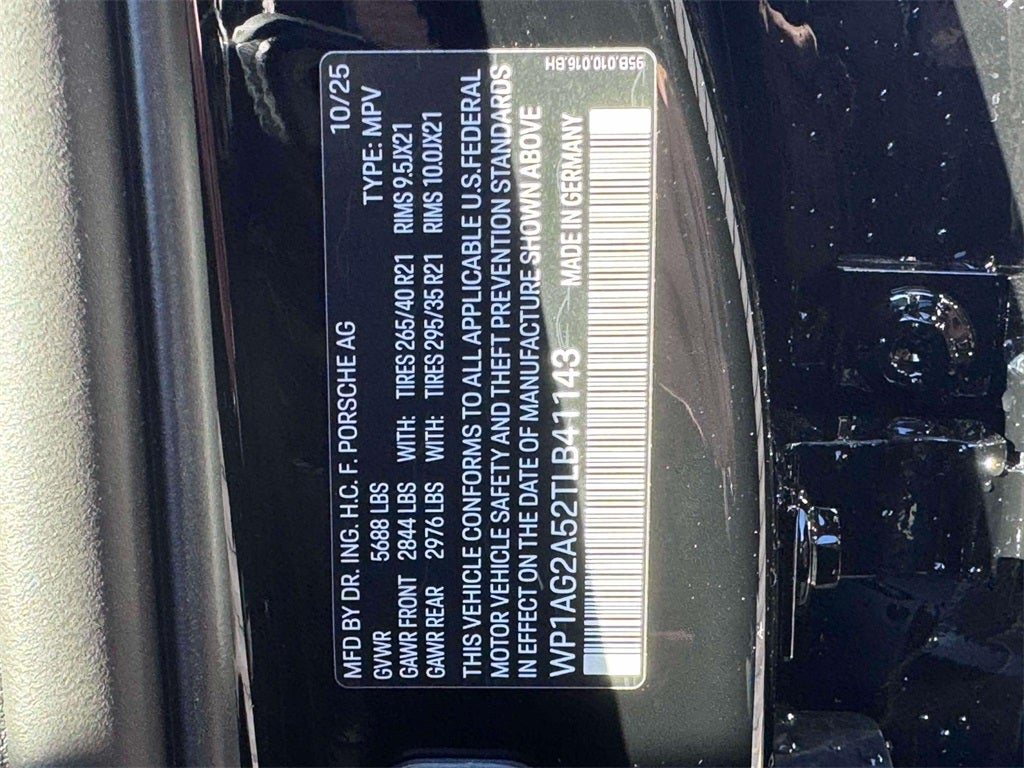 MFD BY DR. ING. H.C. F. PORSCHE AG 10/25
GVWR 5688 LBS TYPE: MPV
GAWR FRONT 2844 LBS WITH: TIRES 265/40 R21 RIMS 9.5JX21
GAWR REAR 2976 LBS WITH: TIRES 295/35 R21 RIMS 10.0JX21
THIS VEHICLE CONFORMS TO ALL APPLICABLE U.S.FEDERAL
MOTOR VEHICLE SAFETY AND THEFT PREVENTION STANDARDS
IN EFFECT ON THE DATE OF MANUFACTURE SHOWN ABOVE
WP1AG2A52TLB41143 MADE IN GERMANY
95B.010.016.BH